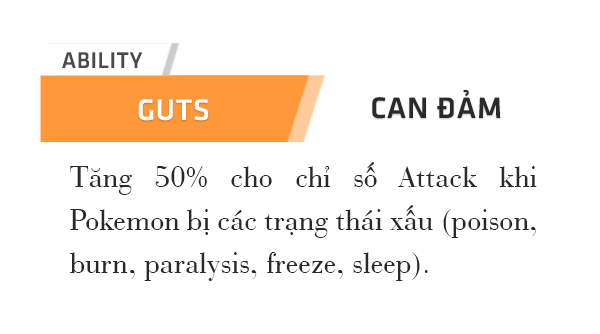 ABILITY
GUTS
CAN ĐẢM
Tăng 50% cho chỉ số Attack khi
Pokemon bị các trạng thái xấu (poison,
burn, paralysis, freeze, sleep).